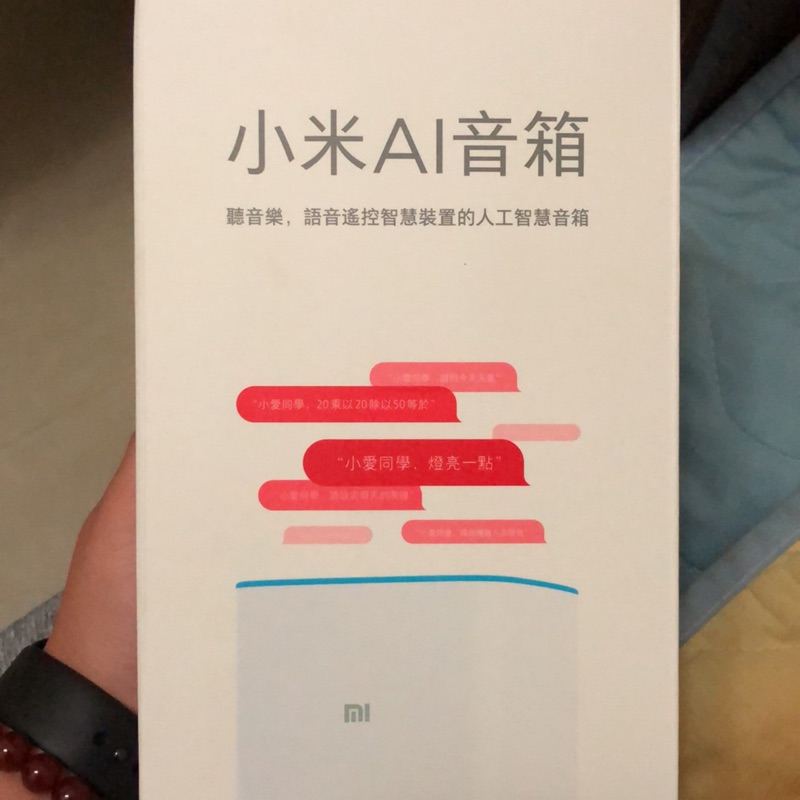 小米AI音箱
聽音樂，語音遙控智慧裝置的人工智慧音箱
“小愛同學，20乘以20除以50等於”
“小愛同學，燈亮一點”
mi